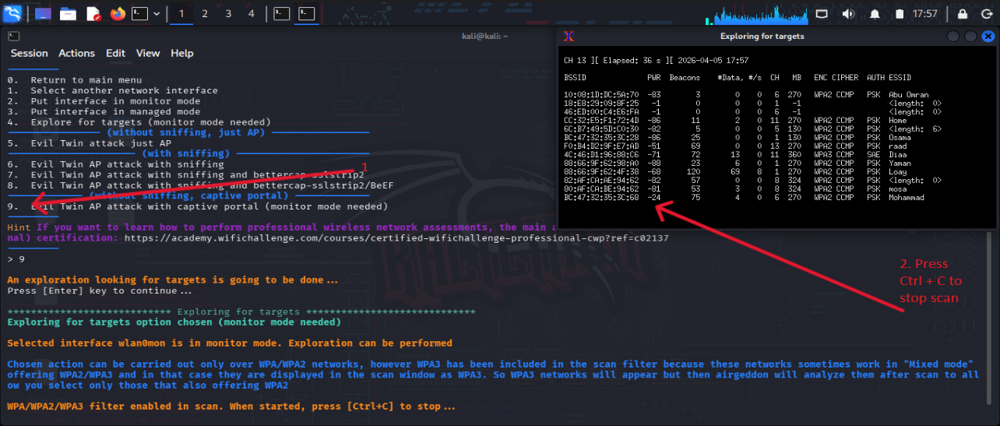 1 2 3 4 17:57
kali@kali: ~
Session Actions Edit View Help
0. Return to main menu
1. Select another network interface
2. Put interface in monitor mode
3. Put interface in managed mode
4. Explore for targets (monitor mode needed)
(without sniffing, just AP)
5. Evil Twin attack just AP
(with sniffing)
6. Evil Twin AP attack with sniffing
7. Evil Twin AP attack with sniffing and bettercap-sslstrip2
8. Evil Twin AP attack with sniffing and bettercap-sslstrip2/BeEF
(without sniffing, captive portal)
9. Evil Twin AP attack with captive portal (monitor mode needed)
1
Hint If you want to learn how to perform professional wireless network assessments, the main a
nal) certification: https://academy.wifichallenge.com/courses/certified-wifichallenge-professional-cwp?ref=c02137
> 9
An exploration looking for targets is going to be done...
Press [Enter] key to continue...
**************************** Exploring for targets *****************************
Exploring for targets option chosen (monitor mode needed)
Selected interface wlan0mon is in monitor mode. Exploration can be performed
Chosen action can be carried out only over WPA/WPA2 networks, however WPA3 has been included in the scan filter because these networks sometimes work in "Mixed mode"
offering WPA2/WPA3 and in that case they are displayed in the scan window as WPA3. So WPA3 networks will appear but then airgeddon will analyze them after scan to all
ow you select only those that also offering WPA2
WPA/WPA2/WPA3 filter enabled in scan. When started, press [Ctrl+C] to stop...
Exploring for targets
CH 13 ][ Elapsed: 36 s ][ 2026-04-05 17:57
BSSID PWR Beacons #Data, #/s CH MB ENC CIPHER AUTH ESSID
10:08:1D:DC:5A:70 -83 3 0 0 6 270 WPA2 CCMP PSK Abu Omran
18:E8:29:09:8F:25 -1 0 0 0 1 -1 <length: 0>
46:ED:00:C4:E6:FA -1 0 0 0 6 -1 <length: 0>
CC:32:E5:F1:72:4D -86 11 2 0 11 270 WPA2 CCMP PSK Home
6C:B7:49:5D:C0:30 -82 5 0 0 5 130 WPA2 CCMP PSK <length: 6>
BC:47:32:35:3C:28 -86 25 0 0 1 130 WPA2 CCMP PSK Osama
F0:B4:D2:9F:E7:AD -51 69 0 0 13 270 WPA2 CCMP PSK raad
4C:46:D1:96:88:C6 -71 72 13 0 11 360 WPA3 CCMP SAE Diaa
88:66:9F:62:98:A0 -88 23 6 0 1 270 WPA2 CCMP PSK Yaman
88:66:9F:62:4F:38 -68 120 69 0 1 270 WPA2 CCMP PSK Loay
82:AF:CA:AE:94:62 -82 57 0 0 8 324 WPA2 CCMP PSK <length: 0>
80:AF:CA:BE:94:62 -81 53 3 0 8 324 WPA2 CCMP PSK mosa
BC:47:32:35:3C:68 -24 75 4 0 6 270 WPA2 CCMP PSK Mohammad
2. Press
Ctrl + C to
stop scan